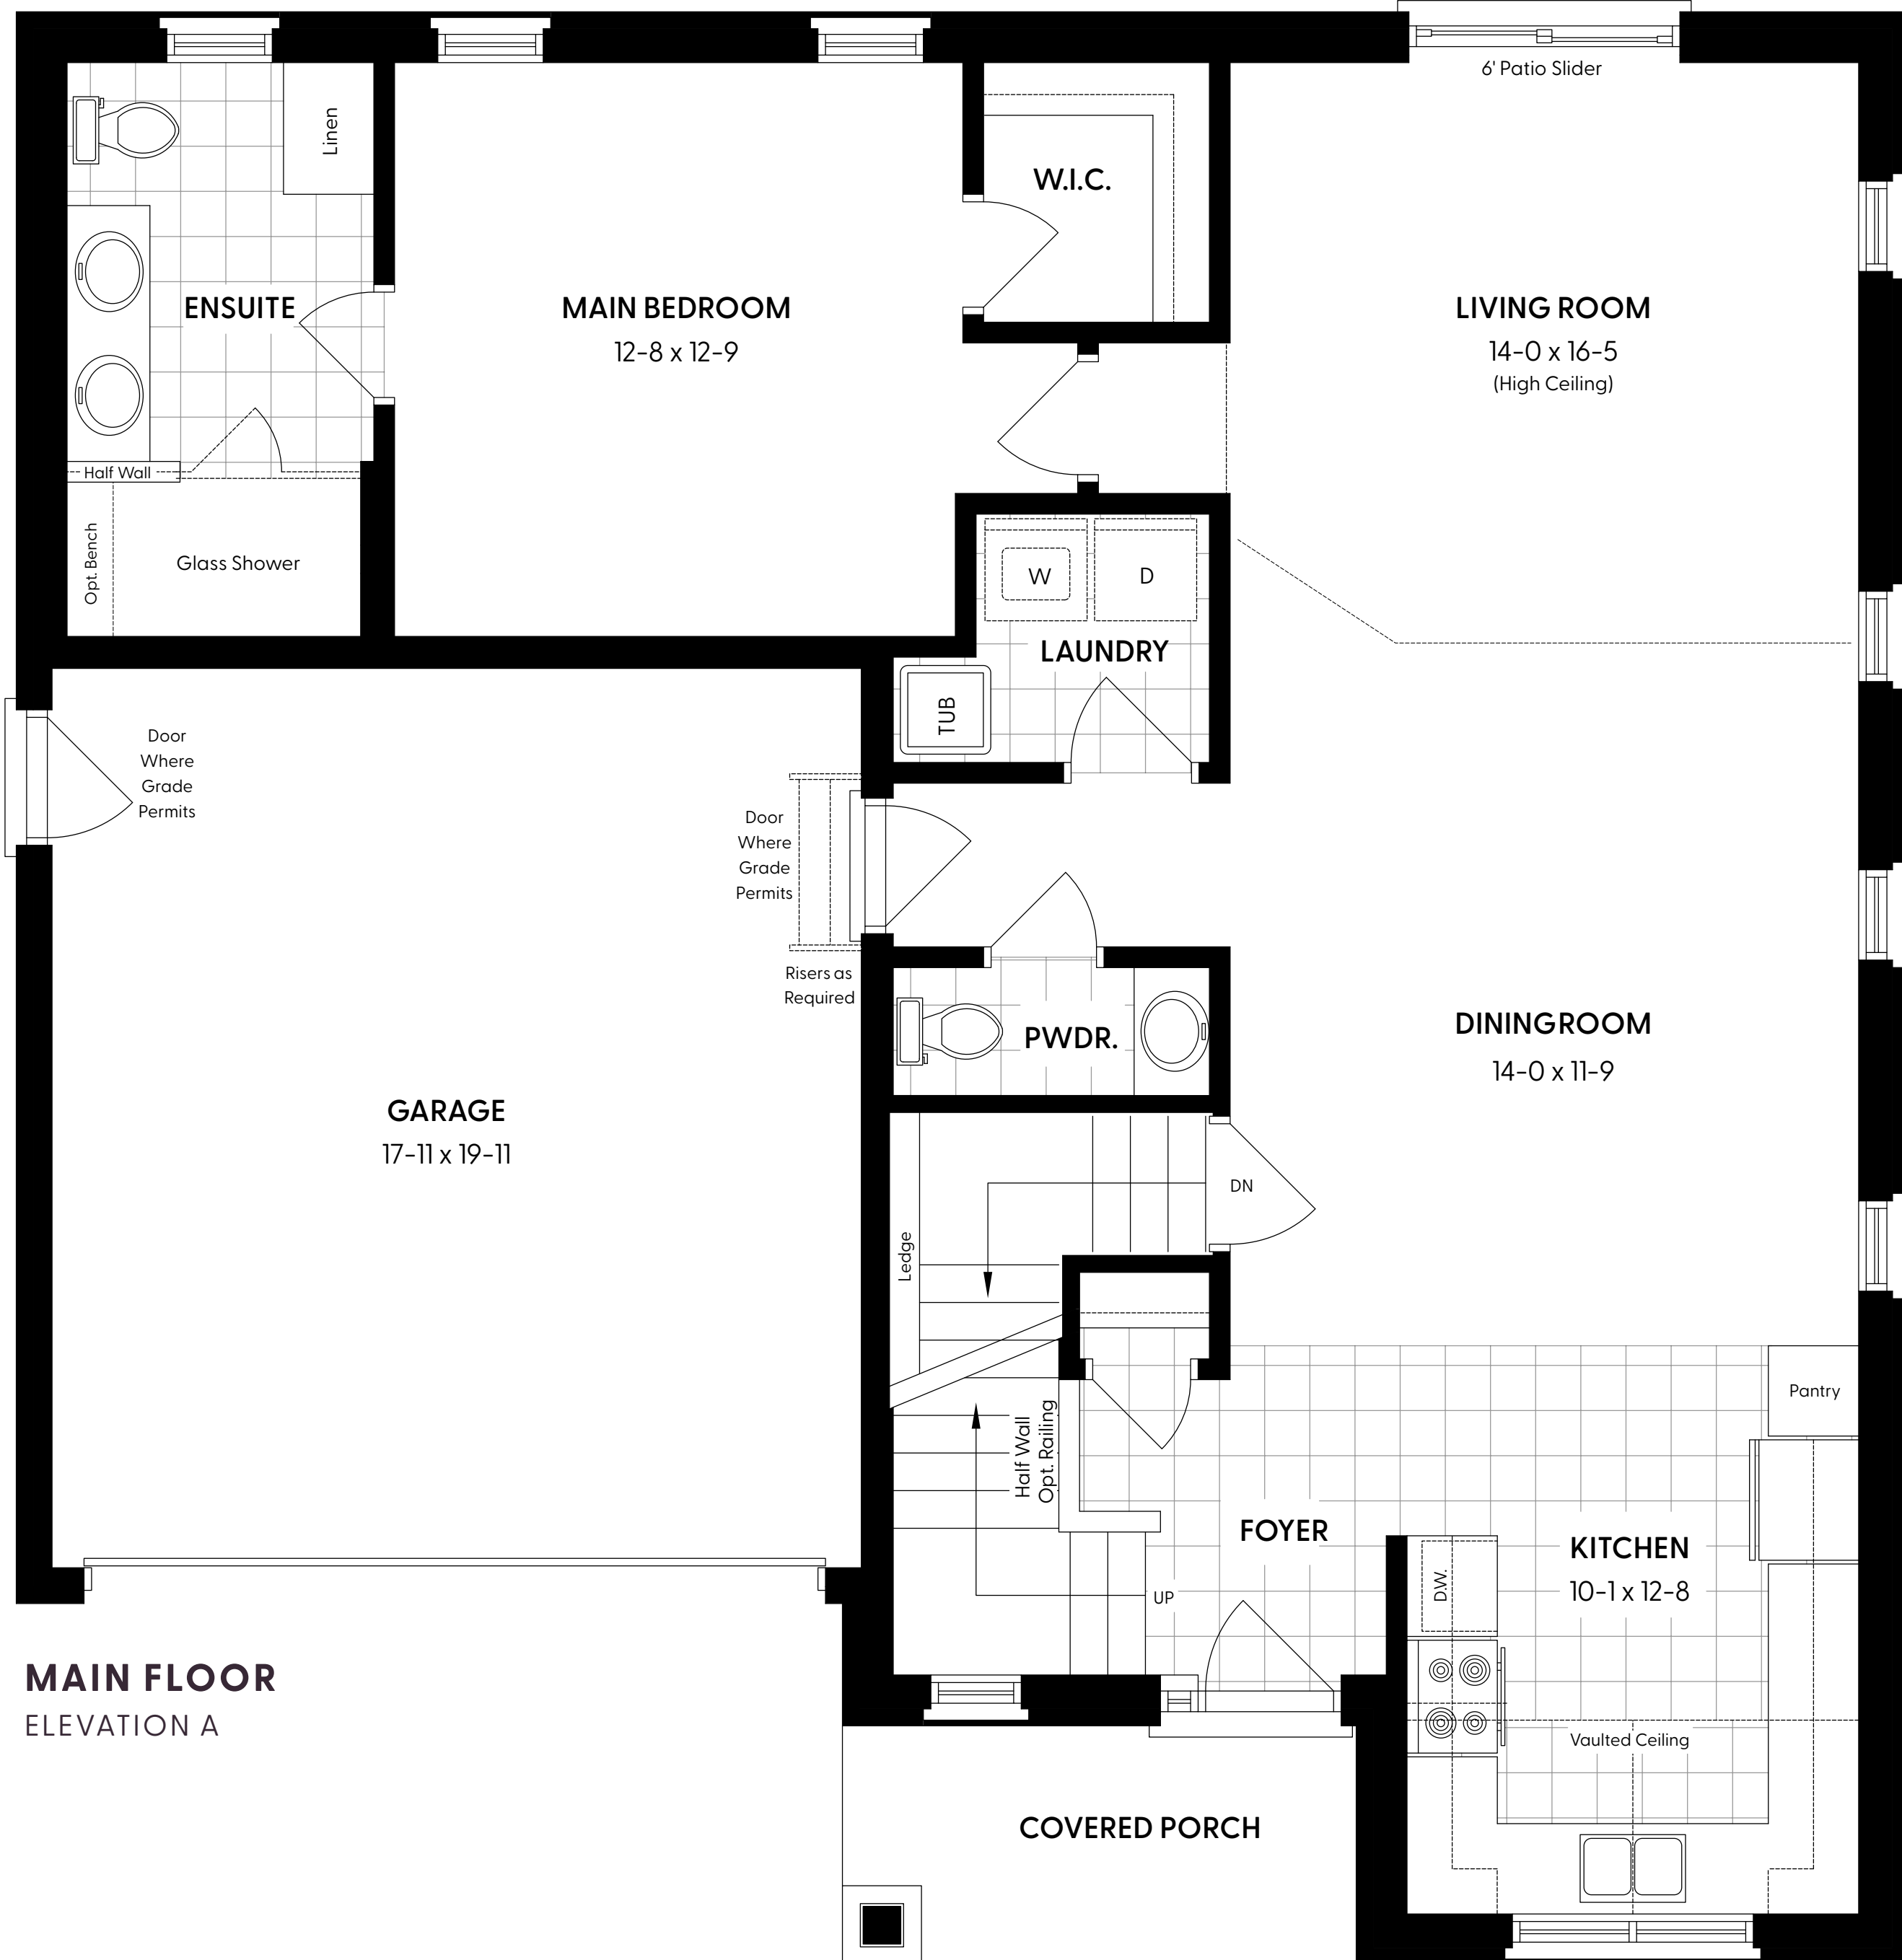 6' Patio Slider
Linen
W.I.C.
ENSUITE
MAIN BEDROOM
12-8 x 12-9
LIVING ROOM
14-0 x 16-5
(High Ceiling)
Half Wall
Opt. Bench
Glass Shower
W
D
LAUNDRY
TUB
Door
Where
Grade
Permits
Door
Where
Grade
Permits
Risers as
Required
PWDR.
DININGROOM
14-0 x 11-9
GARAGE
17-11 x 19-11
DN
Ledge
Pantry
Half Wall
Opt. Railing
FOYER
KITCHEN
10-1 x 12-8
D.W.
UP
MAIN FLOOR
ELEVATION A
Vaulted Ceiling
COVERED PORCH